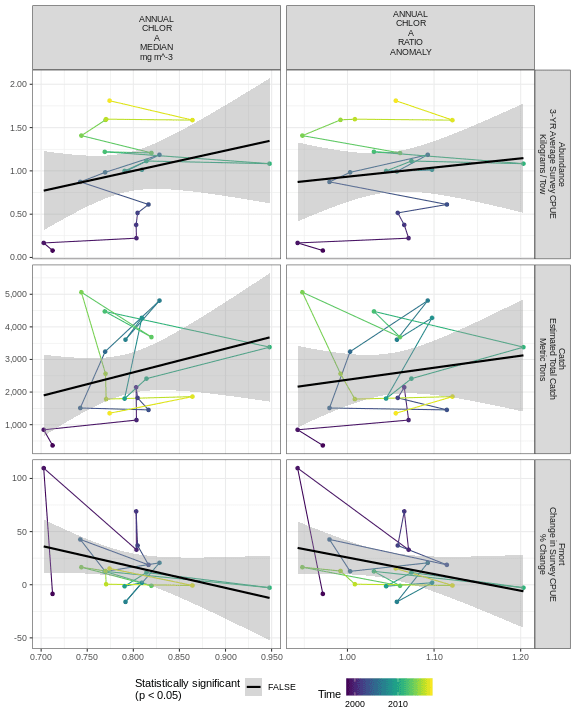 ANNUAL
CHLOR
A
MEDIAN
mg m^-3
ANNUAL
CHLOR
A
RATIO
ANOMALY
2.00
1.50
1.00
0.50
0.00
Abundance
3-YR Average Survey CPUE
Kilograms/Tow
5,000
4,000
3,000
2,000
1,000
Catch
Estimated Total Catch
Metric Tons
100
50
0
-50
Fmort
Change in Survey CPUE
% Change
0.700 0.750 0.800 0.850 0.900 0.950
1.00 1.10 1.20
Statistically significant
(p < 0.05)
FALSE
Time
2000 2010